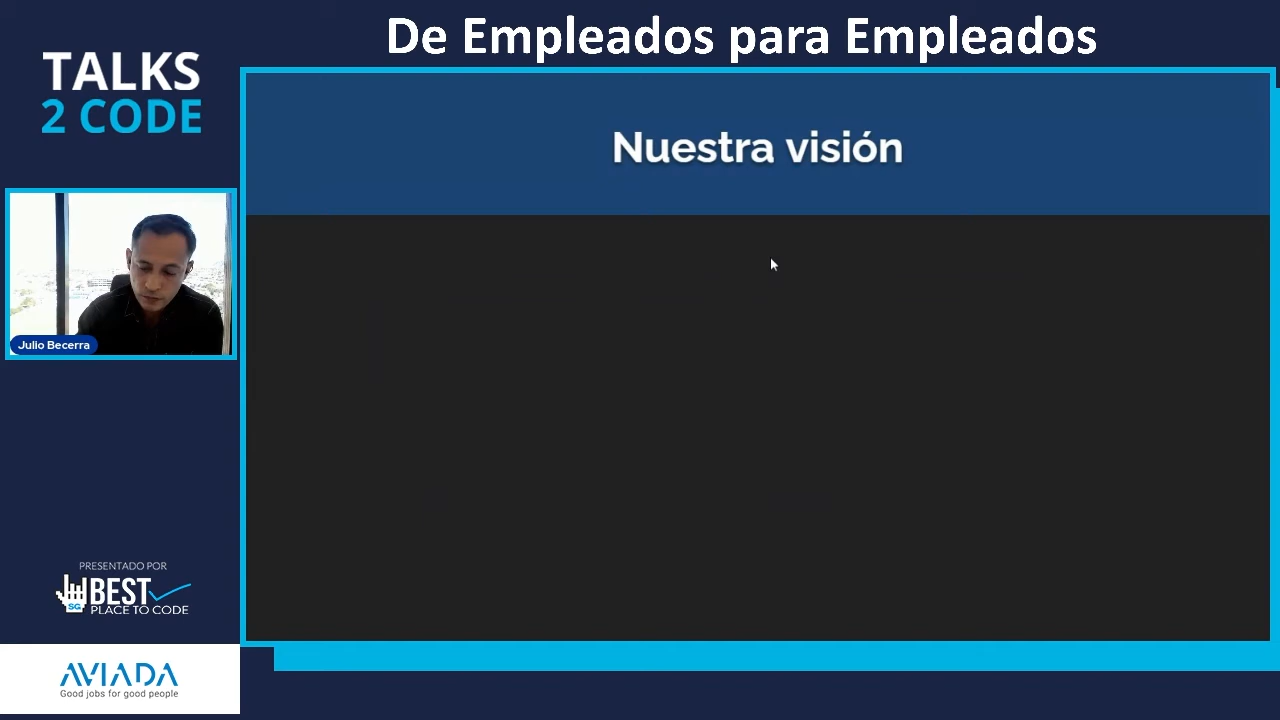 De Empleados para Empleados
TALKS
2 CODE
Nuestra visión
Julio Becerra
PRESENTADO POR
SG
BEST
PLACE TO CODE
AVIADA
Good jobs for good people